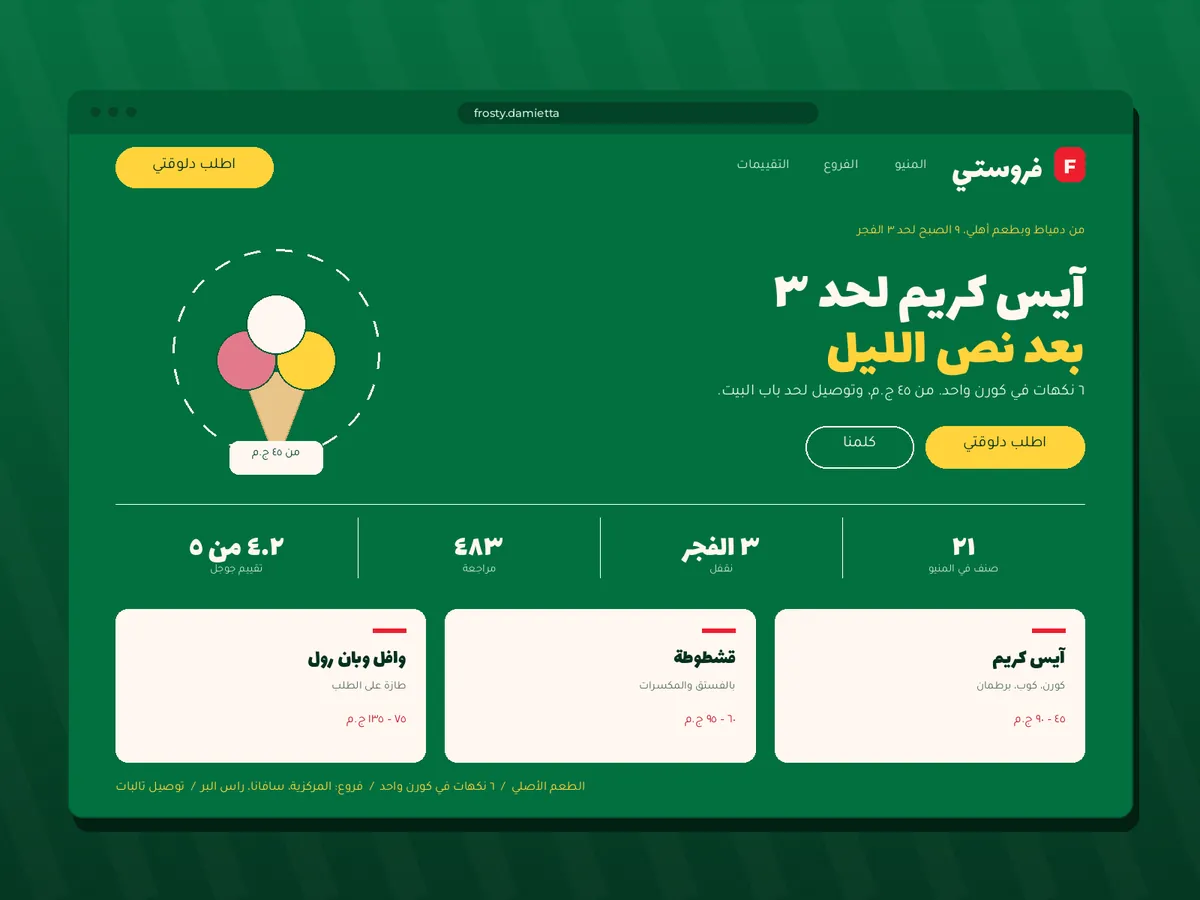 frosty.damietta
F
فروستي
المنيو
الفروع
التقييمات
اطلب دلوقتي
من دمياط وبطعم أهلي، ٩ الصبح لحد ٣ الفجر
آيس كريم لحد ٣
بعد نص الليل
٦ نكهات في كورن واحد. من ٤٥ ج.م، وتوصيل لحد باب البيت.
اطلب دلوقتي
كلمنا
من ٤٥ ج.م
٢١
صنف في المنيو
٣ الفجر
نقفل
٤٨٣
مراجعة
٤.٢ من ٥
تقييم جوجل
آيس كريم
كورن، كوب، برطمان
٤٥ - ٩٠ ج.م
قشطوطة
بالفستق والمكسرات
٦٠ - ٩٥ ج.م
وافل وبان رول
طازة على الطلب
٧٥ - ١٣٥ ج.م
الطعم الأصلي / ٦ نكهات في كورن واحد / فروع: المركزية، سافانا، راس البر / توصيل تالبات